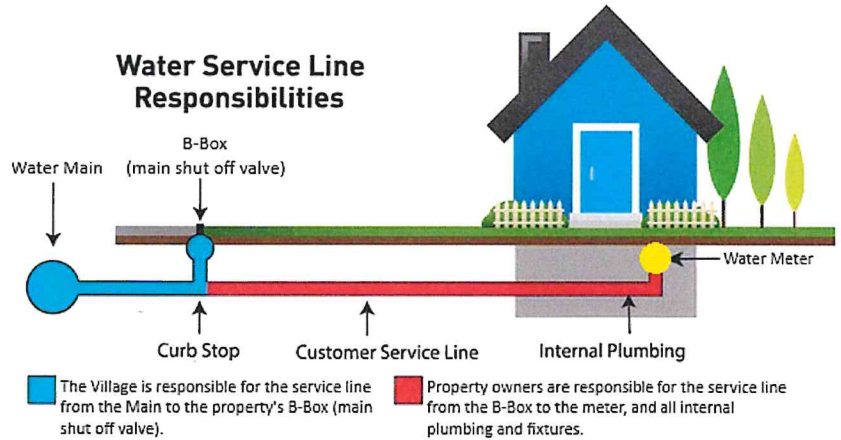 Water Service Line
Responsibilities
B-Box
(main shut off valve)
Water Main
Water Meter
Curb Stop
Customer Service Line
Internal Plumbing
The Village is responsible for the service line
from the Main to the property's B-Box (main
shut off valve).
Property owners are responsible for the service line
from the B-Box to the meter, and all internal
plumbing and fixtures.